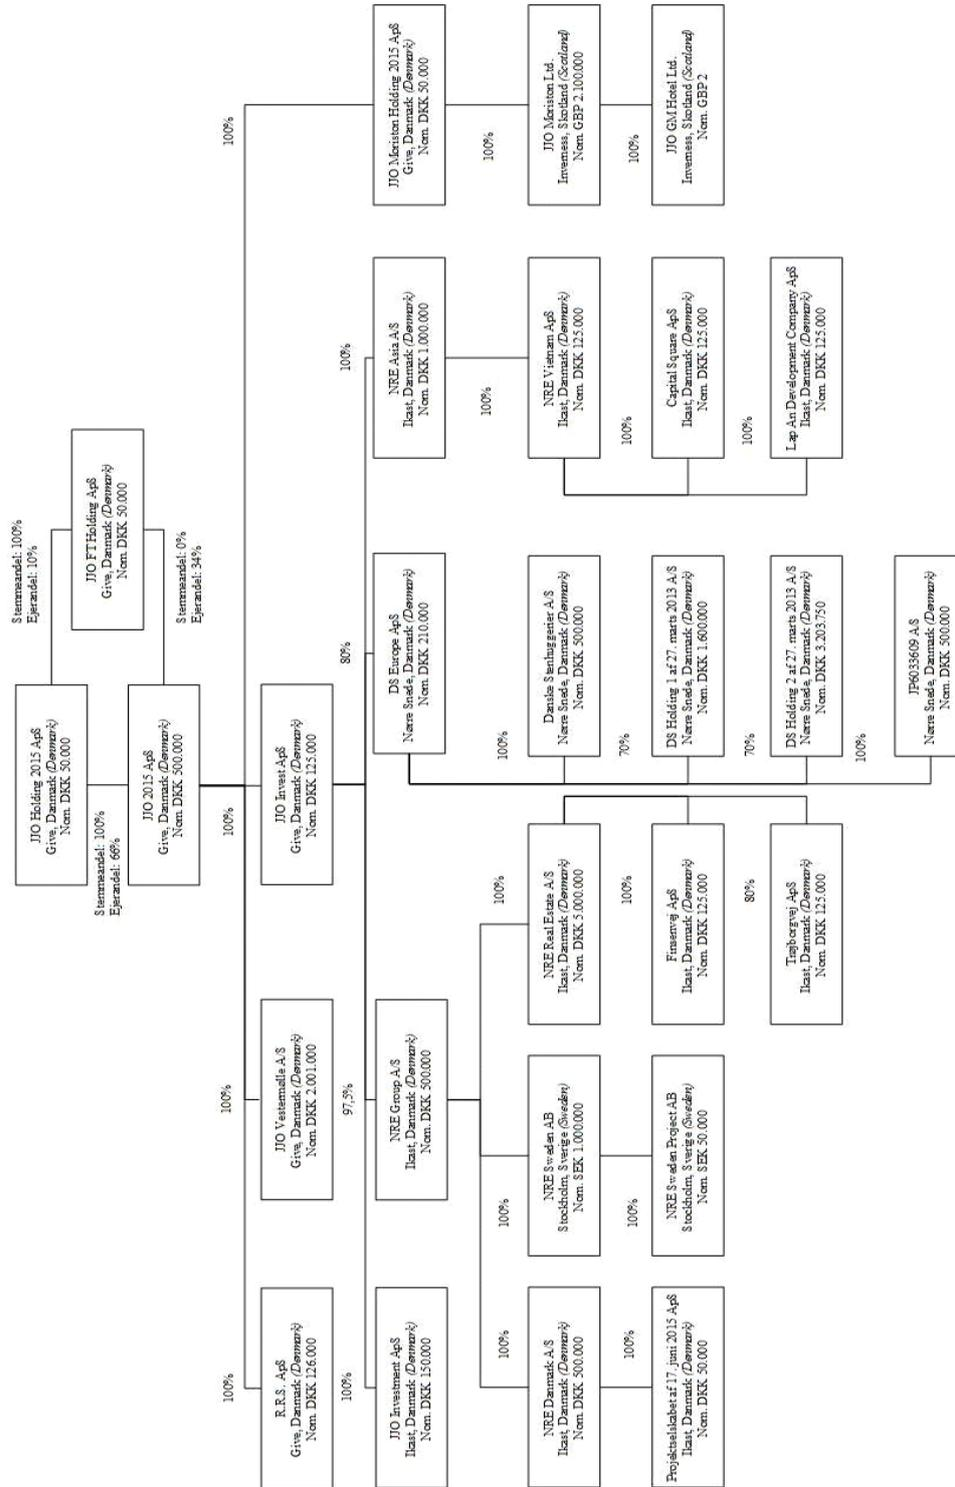 JJO Holding 2015 ApS
Give, Danmark (Denmark)
Nom. DKK 50.000
Stemmeandel: 100%
Ejerandel: 10%
JJO FT Holding ApS
Give, Danmark (Denmark)
Nom. DKK 50.000
Stemmeandel: 100%
Ejerandel: 66%
Stemmeandel: 0%
Ejerandel: 34%
JJO 2015 ApS
Give, Danmark (Denmark)
Nom. DKK 500.000
100%
100%
100%
100%
R.R.S. ApS
Give, Danmark (Denmark)
Nom. DKK 126.000
JJO Vestermølle A/S
Give, Danmark (Denmark)
Nom. DKK 2.001.000
JJO Invest ApS
Give, Danmark (Denmark)
Nom. DKK 125.000
100%
97,5%
80%
100%
JJO Investment ApS
Ikast, Danmark (Denmark)
Nom. DKK 150.000
NRE Group A/S
Ikast, Danmark (Denmark)
Nom. DKK 500.000
DS Europe ApS
Nørre Snede, Danmark (Denmark)
Nom. DKK 210.000
NRE Asia A/S
Ikast, Danmark (Denmark)
Nom. DKK 1.000.000
JJO Moriston Holding 2015 ApS
Give, Danmark (Denmark)
Nom. DKK 50.000
100%
100%
100%
100%
100%
100%
NRE Danmark A/S
Ikast, Danmark (Denmark)
Nom. DKK 500.000
NRE Sweden AB
Stockholm, Sverige (Sweden)
Nom. SEK 1.000.000
NRE Real Estate A/S
Ikast, Danmark (Denmark)
Nom. DKK 5.000.000
Danske Stenhuggerier A/S
Nørre Snede, Danmark (Denmark)
Nom. DKK 500.000
NRE Vietnam ApS
Ikast, Danmark (Denmark)
Nom. DKK 125.000
JJO Moriston Ltd.
Inverness, Skotland (Scotland)
Nom. GBP 2.100.000
100%
100%
100%
70%
100%
100%
Projektselskabet af 17. juni 2015 ApS
Ikast, Danmark (Denmark)
Nom. DKK 50.000
NRE Sweden Project AB
Stockholm, Sverige (Sweden)
Nom. SEK 50.000
Finsenvej ApS
Ikast, Danmark (Denmark)
Nom. DKK 125.000
DS Holding 1 af 27. marts 2013 A/S
Nørre Snede, Danmark (Denmark)
Nom. DKK 1.600.000
Capital Square ApS
Ikast, Danmark (Denmark)
Nom. DKK 125.000
JJO GM Hotel Ltd.
Inverness, Skotland (Scotland)
Nom. GBP 2
80%
70%
100%
Trøjborgvej ApS
Ikast, Danmark (Denmark)
Nom. DKK 125.000
DS Holding 2 af 27. marts 2013 A/S
Nørre Snede, Danmark (Denmark)
Nom. DKK 3.203.750
Lap An Development Company ApS
Ikast, Danmark (Denmark)
Nom. DKK 125.000
100%
JP6033609 A/S
Nørre Snede, Danmark (Denmark)
Nom. DKK 500.000